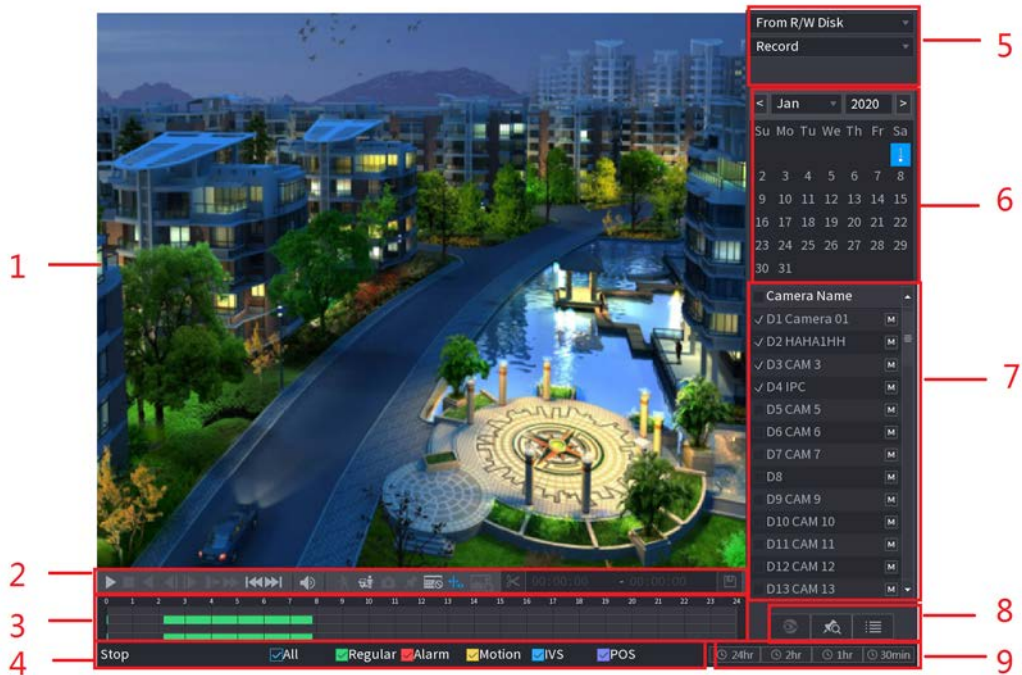 From R/W Disk
5
Record
< Jan 2020 >
Su Mo Tu We Th Fr Sa
2 3 4 5 6 7 8
9 10 11 12 13 14 15
6
16 17 18 19 20 21 22
23 24 25 26 27 28 29
30 31
1
Camera Name
D1 Camera 01 M
D2 HAHA1HH M
D3 CAM 3 M
7
D4 IPC M
D5 CAM 5 M
D6 CAM 6 M
D7 CAM 7 M
D8 M
D9 CAM 9 M
D10 CAM 10 M
D11 CAM 11 M
D12 CAM 12 M
D13 CAM 13 M
2
00:00:00 - 00:00:00
0 1 2 3 4 5 6 7 8 9 10 11 12 13 14 15 16 17 18 19 20 21 22 23 24
3
8
4
Stop All Regular Alarm Motion IVS POS
24hr 2hr 1hr 30min
9